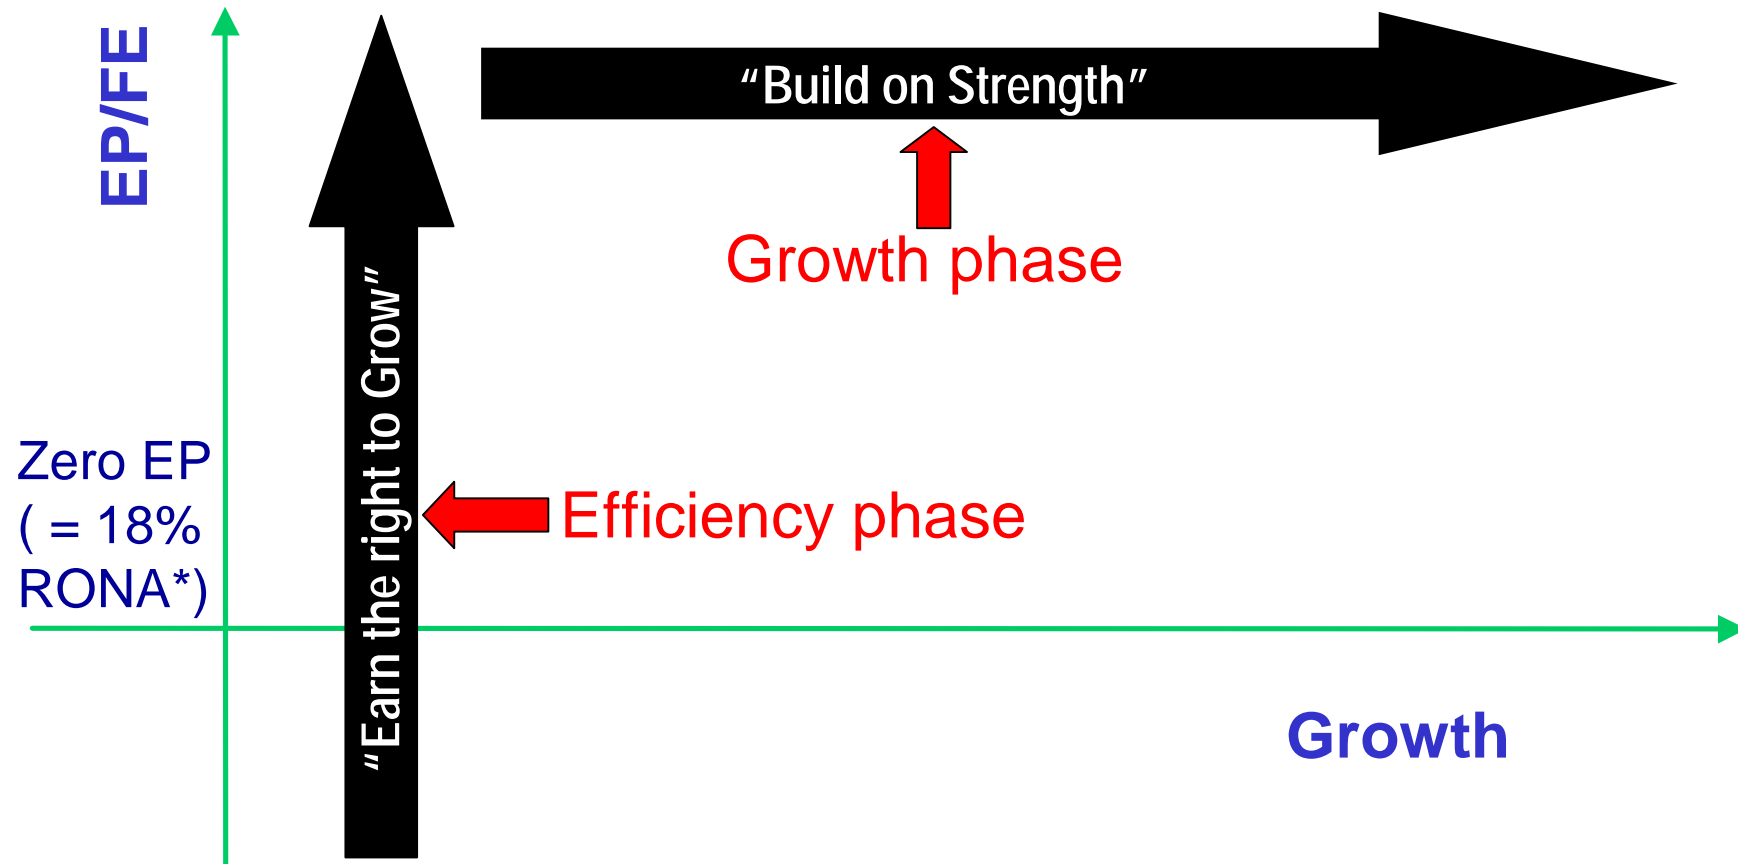 EP/FE
“Build on Strength”
Growth phase
“Earn the right to Grow”
Zero EP
( = 18%
RONA*)
Efficiency phase
Growth